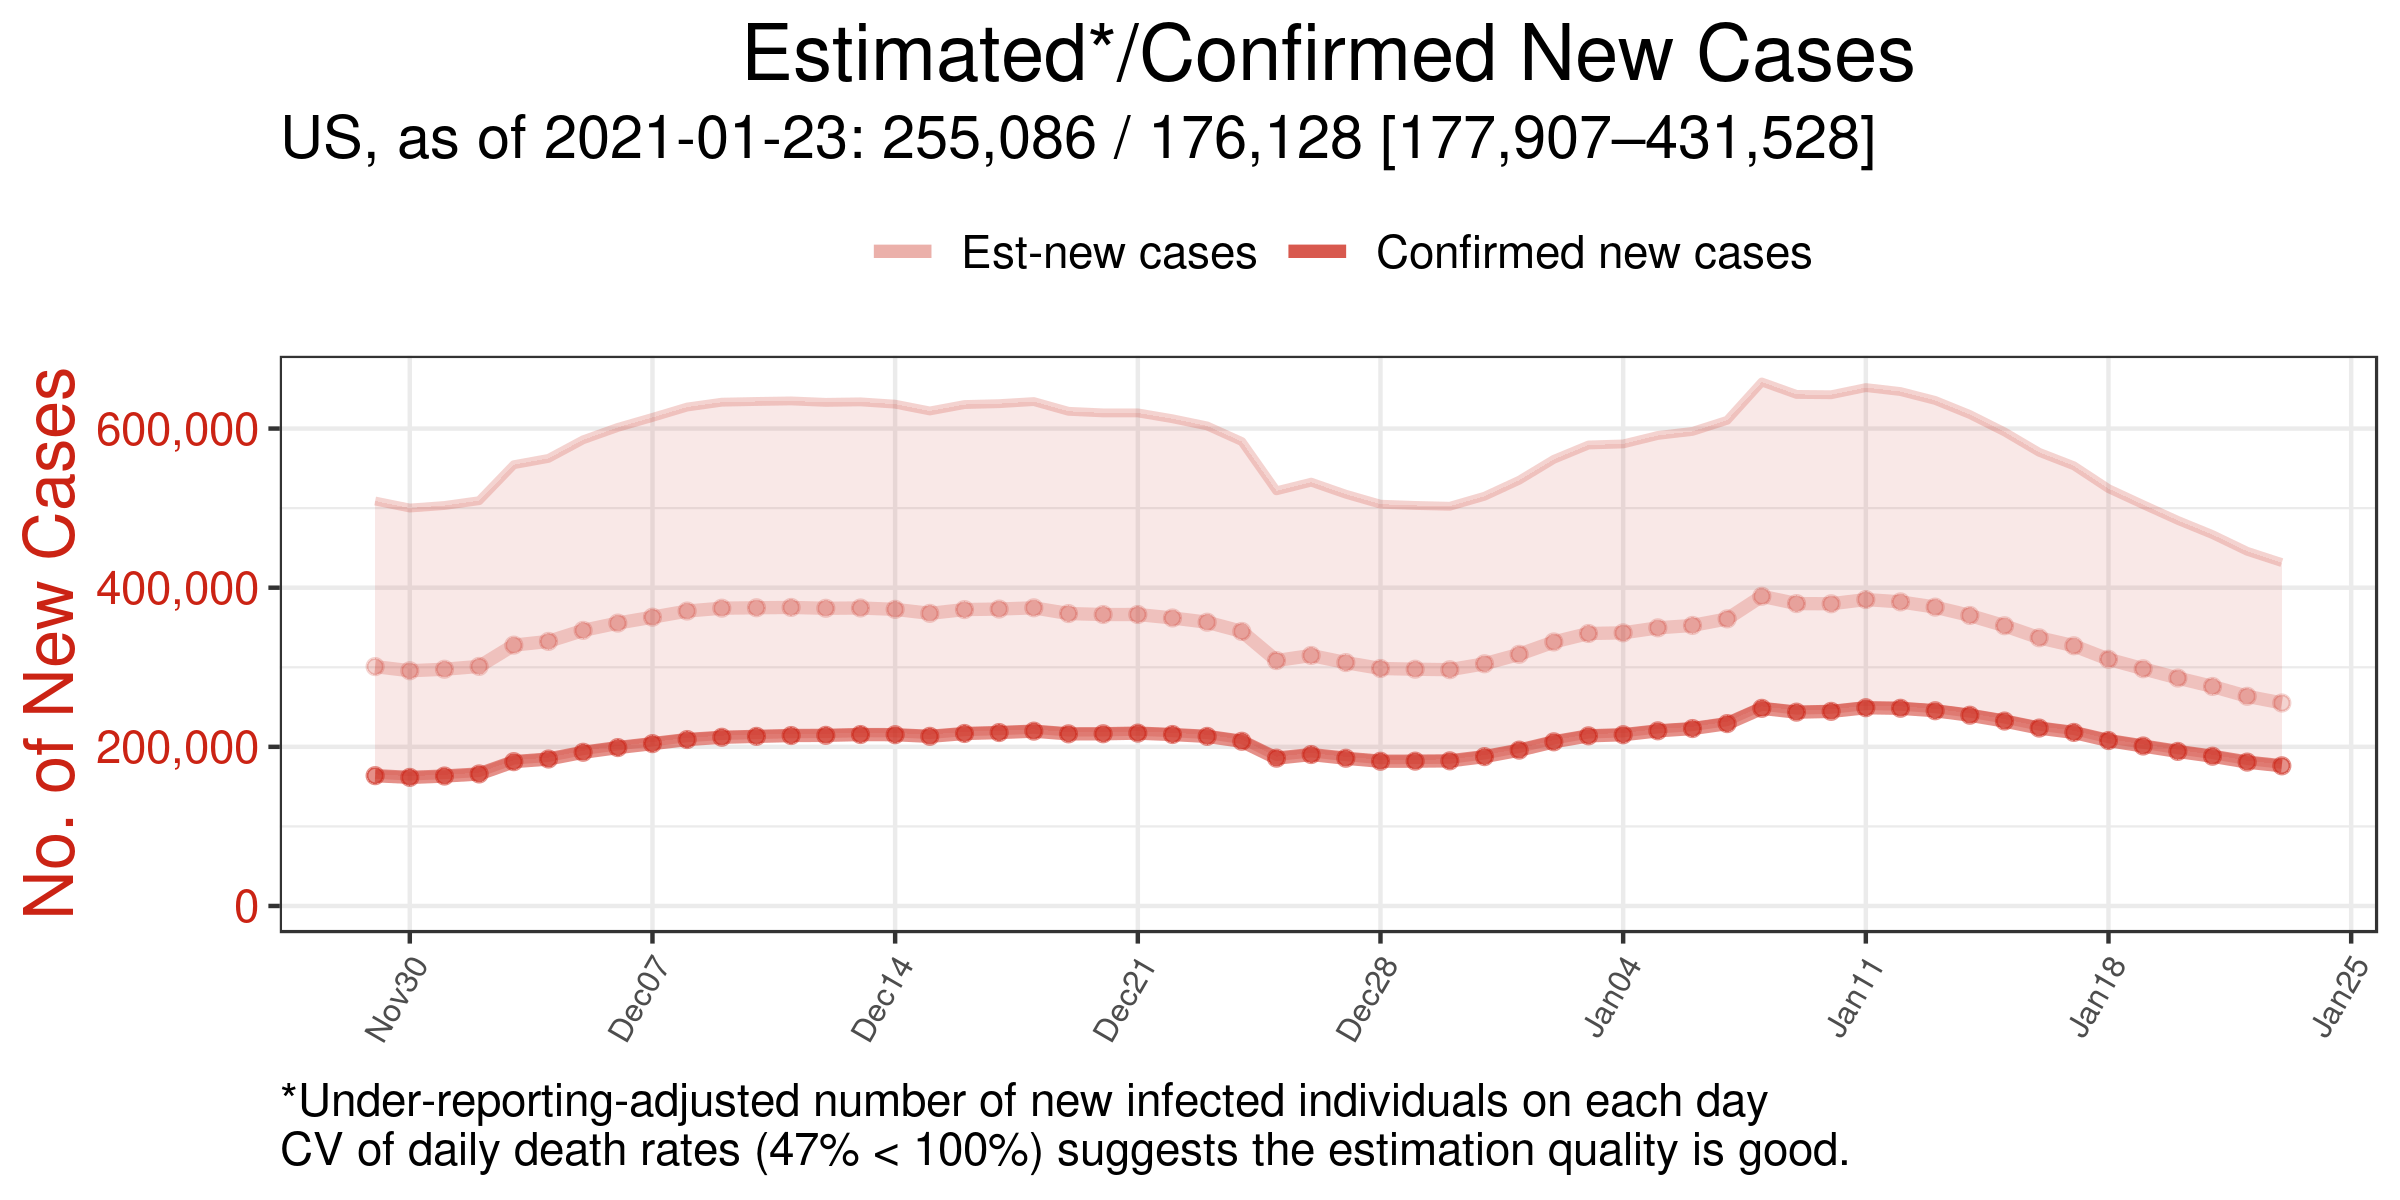 Estimated*/Confirmed New Cases
US, as of 2021-01-23: 255,086 / 176,128 [177,907–431,528]
Est-new cases
Confirmed new cases
No. of New Cases
600,000
400,000
200,000
0
Nov30
Dec07
Dec14
Dec21
Dec28
Jan04
Jan11
Jan18
Jan25
*Under-reporting-adjusted number of new infected individuals on each day
CV of daily death rates (47% < 100%) suggests the estimation quality is good.